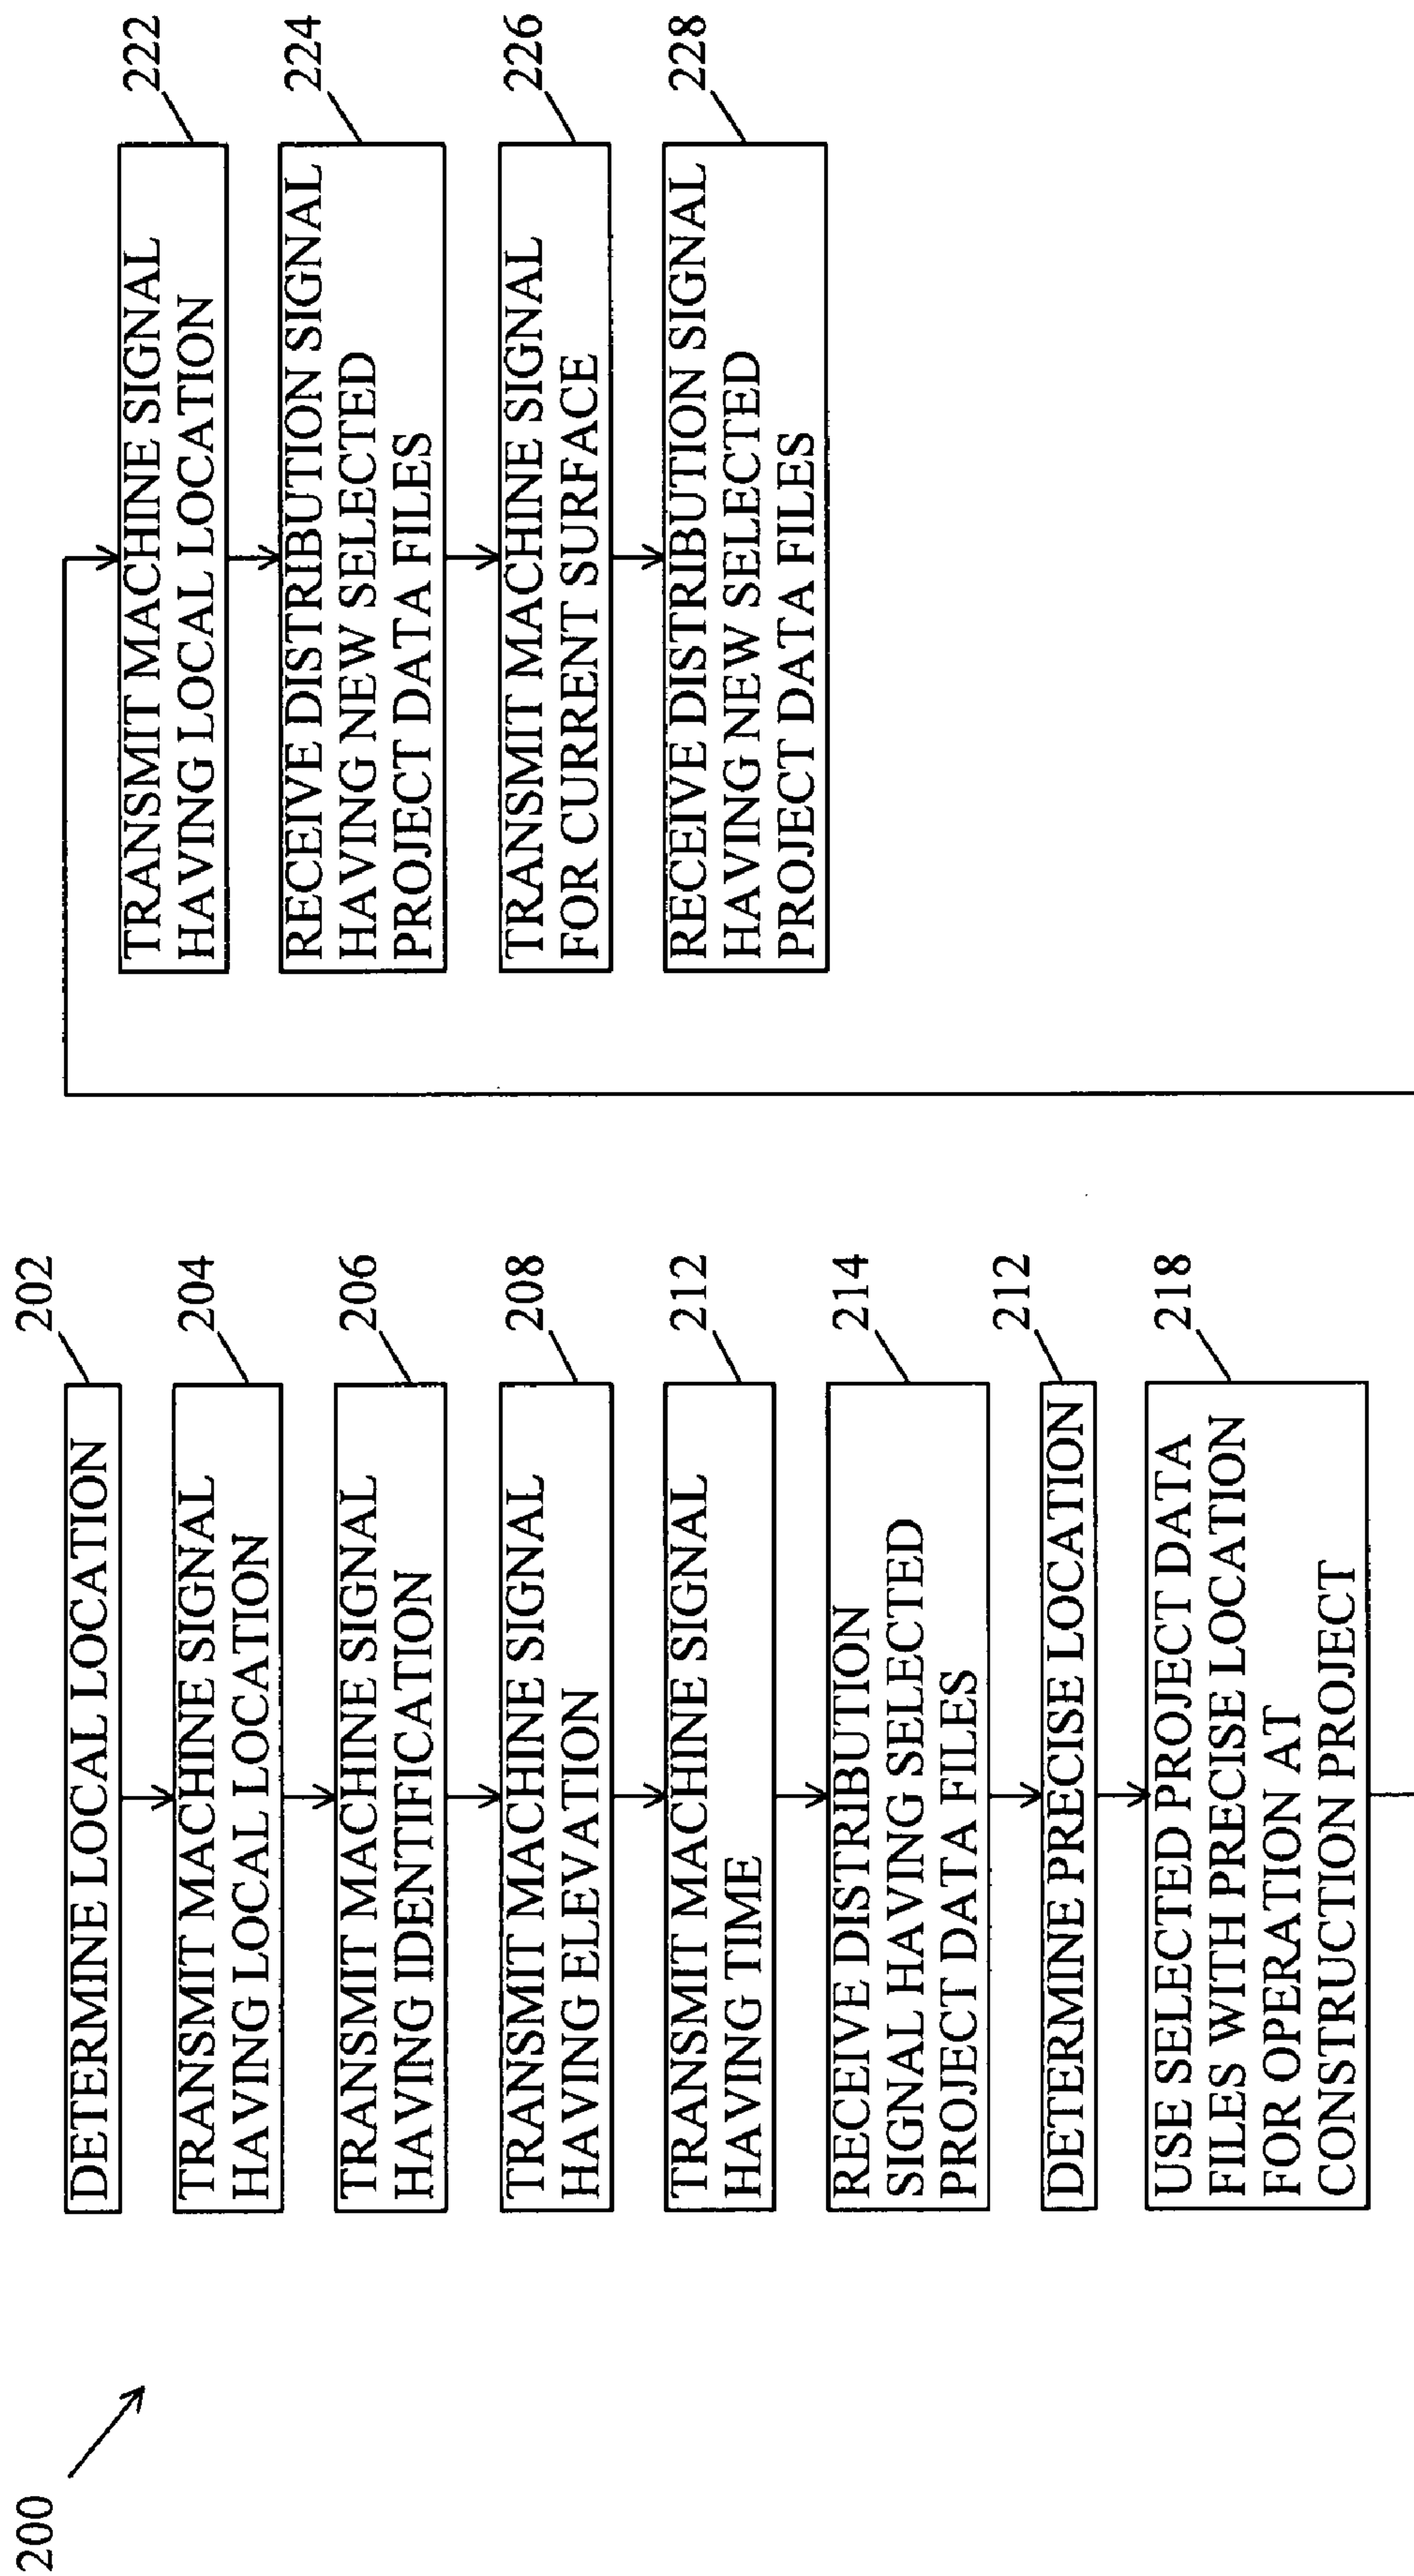 200
DETERMINE LOCAL LOCATION
202
TRANSMIT MACHINE SIGNAL
HAVING LOCAL LOCATION
204
TRANSMIT MACHINE SIGNAL
HAVING IDENTIFICATION
206
TRANSMIT MACHINE SIGNAL
HAVING ELEVATION
208
TRANSMIT MACHINE SIGNAL
HAVING TIME
212
RECEIVE DISTRIBUTION
SIGNAL HAVING SELECTED
PROJECT DATA FILES
214
DETERMINE PRECISE LOCATION
212
USE SELECTED PROJECT DATA
FILES WITH PRECISE LOCATION
FOR OPERATION AT
CONSTRUCTION PROJECT
218
TRANSMIT MACHINE SIGNAL
HAVING LOCAL LOCATION
222
RECEIVE DISTRIBUTION SIGNAL
HAVING NEW SELECTED
PROJECT DATA FILES
224
TRANSMIT MACHINE SIGNAL
FOR CURRENT SURFACE
226
RECEIVE DISTRIBUTION SIGNAL
HAVING NEW SELECTED
PROJECT DATA FILES
228